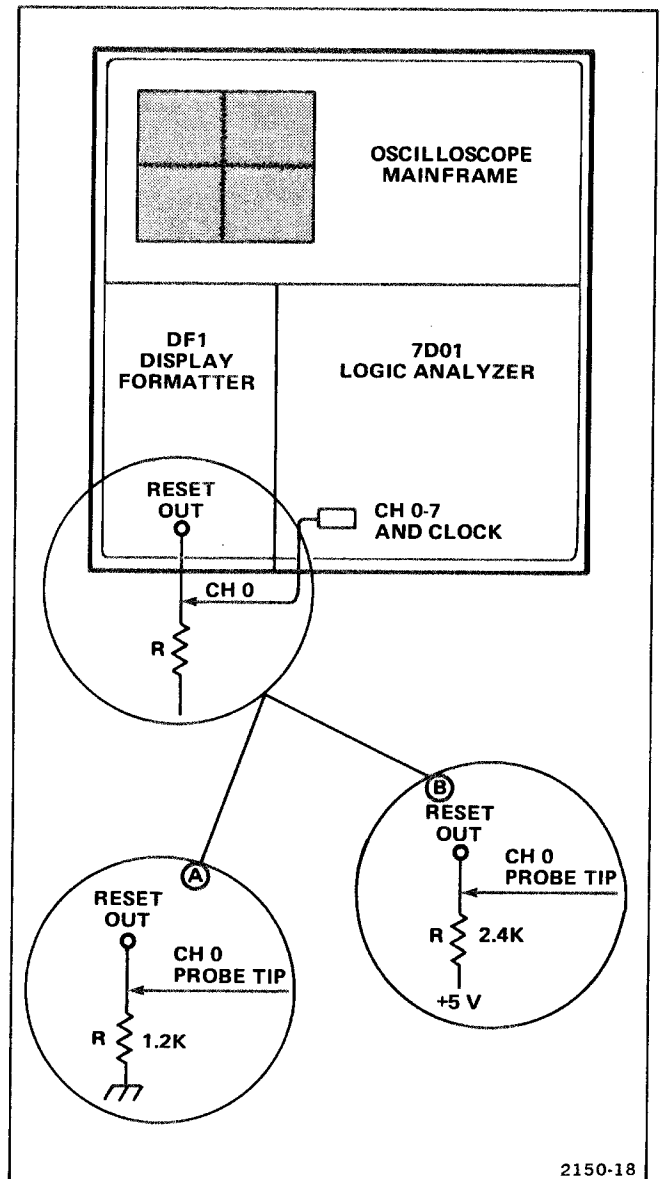 OSCILLOSCOPE
MAINFRAME
DF1
DISPLAY
FORMATTER
7D01
LOGIC ANALYZER
RESET
OUT
CH 0-7
AND CLOCK
CH 0
R
B
RESET
OUT
CH 0
PROBE TIP
R 2.4K
+5 V
A
RESET
OUT
CH 0
PROBE TIP
R 1.2K
2150-18